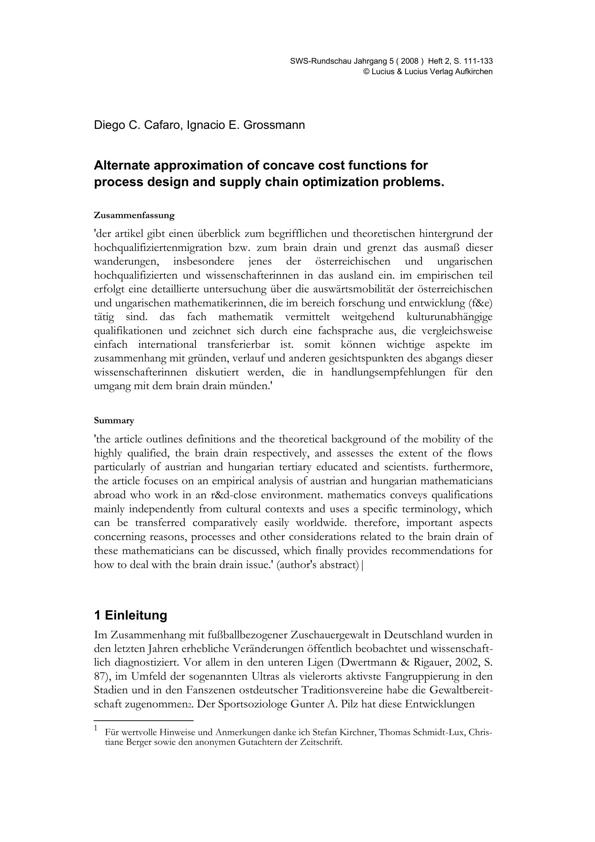 SWS-Rundschau Jahrgang 5 ( 2008 ) Heft 2, S. 111-133
© Lucius & Lucius Verlag Aufkirchen
Diego C. Cafaro, Ignacio E. Grossmann
Alternate approximation of concave cost functions for
process design and supply chain optimization problems.
Zusammenfassung
'der artikel gibt einen überblick zum begrifflichen und theoretischen hintergrund der
hochqualifiziertenmigration bzw. zum brain drain und grenzt das ausmaß dieser
wanderungen, insbesondere jenes der österreichischen und ungarischen
hochqualifizierten und wissenschafterinnen in das ausland ein. im empirischen teil
erfolgt eine detaillierte untersuchung über die auswärtsmobilität der österreichischen
und ungarischen mathematikerinnen, die im bereich forschung und entwicklung (f&e)
tätig sind. das fach mathematik vermittelt weitgehend kulturunabhängige
qualifikationen und zeichnet sich durch eine fachsprache aus, die vergleichsweise
einfach international transferierbar ist. somit können wichtige aspekte im
zusammenhang mit gründen, verlauf und anderen gesichtspunkten des abgangs dieser
wissenschafterinnen diskutiert werden, die in handlungsempfehlungen für den
umgang mit dem brain drain münden.'
Summary
'the article outlines definitions and the theoretical background of the mobility of the
highly qualified, the brain drain respectively, and assesses the extent of the flows
particularly of austrian and hungarian tertiary educated and scientists. furthermore,
the article focuses on an empirical analysis of austrian and hungarian mathematicians
abroad who work in an r&d-close environment. mathematics conveys qualifications
mainly independently from cultural contexts and uses a specific terminology, which
can be transferred comparatively easily worldwide. therefore, important aspects
concerning reasons, processes and other considerations related to the brain drain of
these mathematicians can be discussed, which finally provides recommendations for
how to deal with the brain drain issue.' (author's abstract)|
1 Einleitung
Im Zusammenhang mit fußballbezogener Zuschauergewalt in Deutschland wurden in
den letzten Jahren erhebliche Veränderungen öffentlich beobachtet und wissenschaft-
lich diagnostiziert. Vor allem in den unteren Ligen (Dwertmann & Rigauer, 2002, S.
87), im Umfeld der sogenannten Ultras als vielerorts aktivste Fangruppierung in den
Stadien und in den Fanszenen ostdeutscher Traditionsvereine habe die Gewaltbereit-
schaft zugenommen2. Der Sportsoziologe Gunter A. Pilz hat diese Entwicklungen
1 Für wertvolle Hinweise und Anmerkungen danke ich Stefan Kirchner, Thomas Schmidt-Lux, Chris-
tiane Berger sowie den anonymen Gutachtern der Zeitschrift.